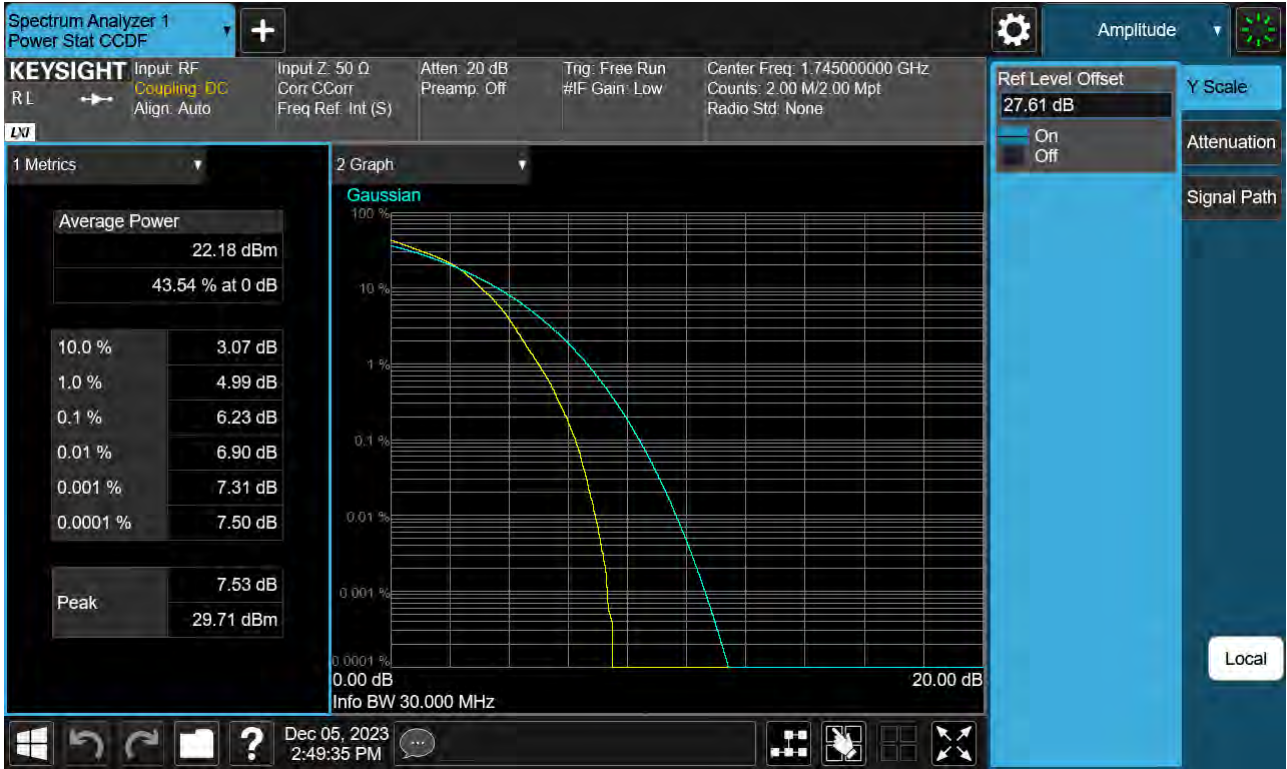 Spectrum Analyzer 1
Power Stat CCDF
Amplitude
KEYSIGHT
RL
LXI
Input: RF
Coupling: DC
Align: Auto
Input Z: 50 Ω
Corr CCorr
Freq Ref: Int (S)
Atten: 20 dB
Preamp: Off
Trig: Free Run
#IF Gain: Low
Center Freq: 1.745000000 GHz
Counts: 2.00 M/2.00 Mpt
Radio Std: None
Ref Level Offset
27.61 dB
On
Off
Y Scale
Attenuation
Signal Path
1 Metrics
Average Power
22.18 dBm
43.54 % at 0 dB
10.0 % 3.07 dB
1.0 % 4.99 dB
0.1 % 6.23 dB
0.01 % 6.90 dB
0.001 % 7.31 dB
0.0001 % 7.50 dB
Peak
7.53 dB
29.71 dBm
2 Graph
Gaussian
100 %
10 %
1 %
0.1 %
0.01 %
0.001 %
0.0001 %
0.00 dB 20.00 dB
Info BW 30.000 MHz
Local
?
Dec 05, 2023
2:49:35 PM